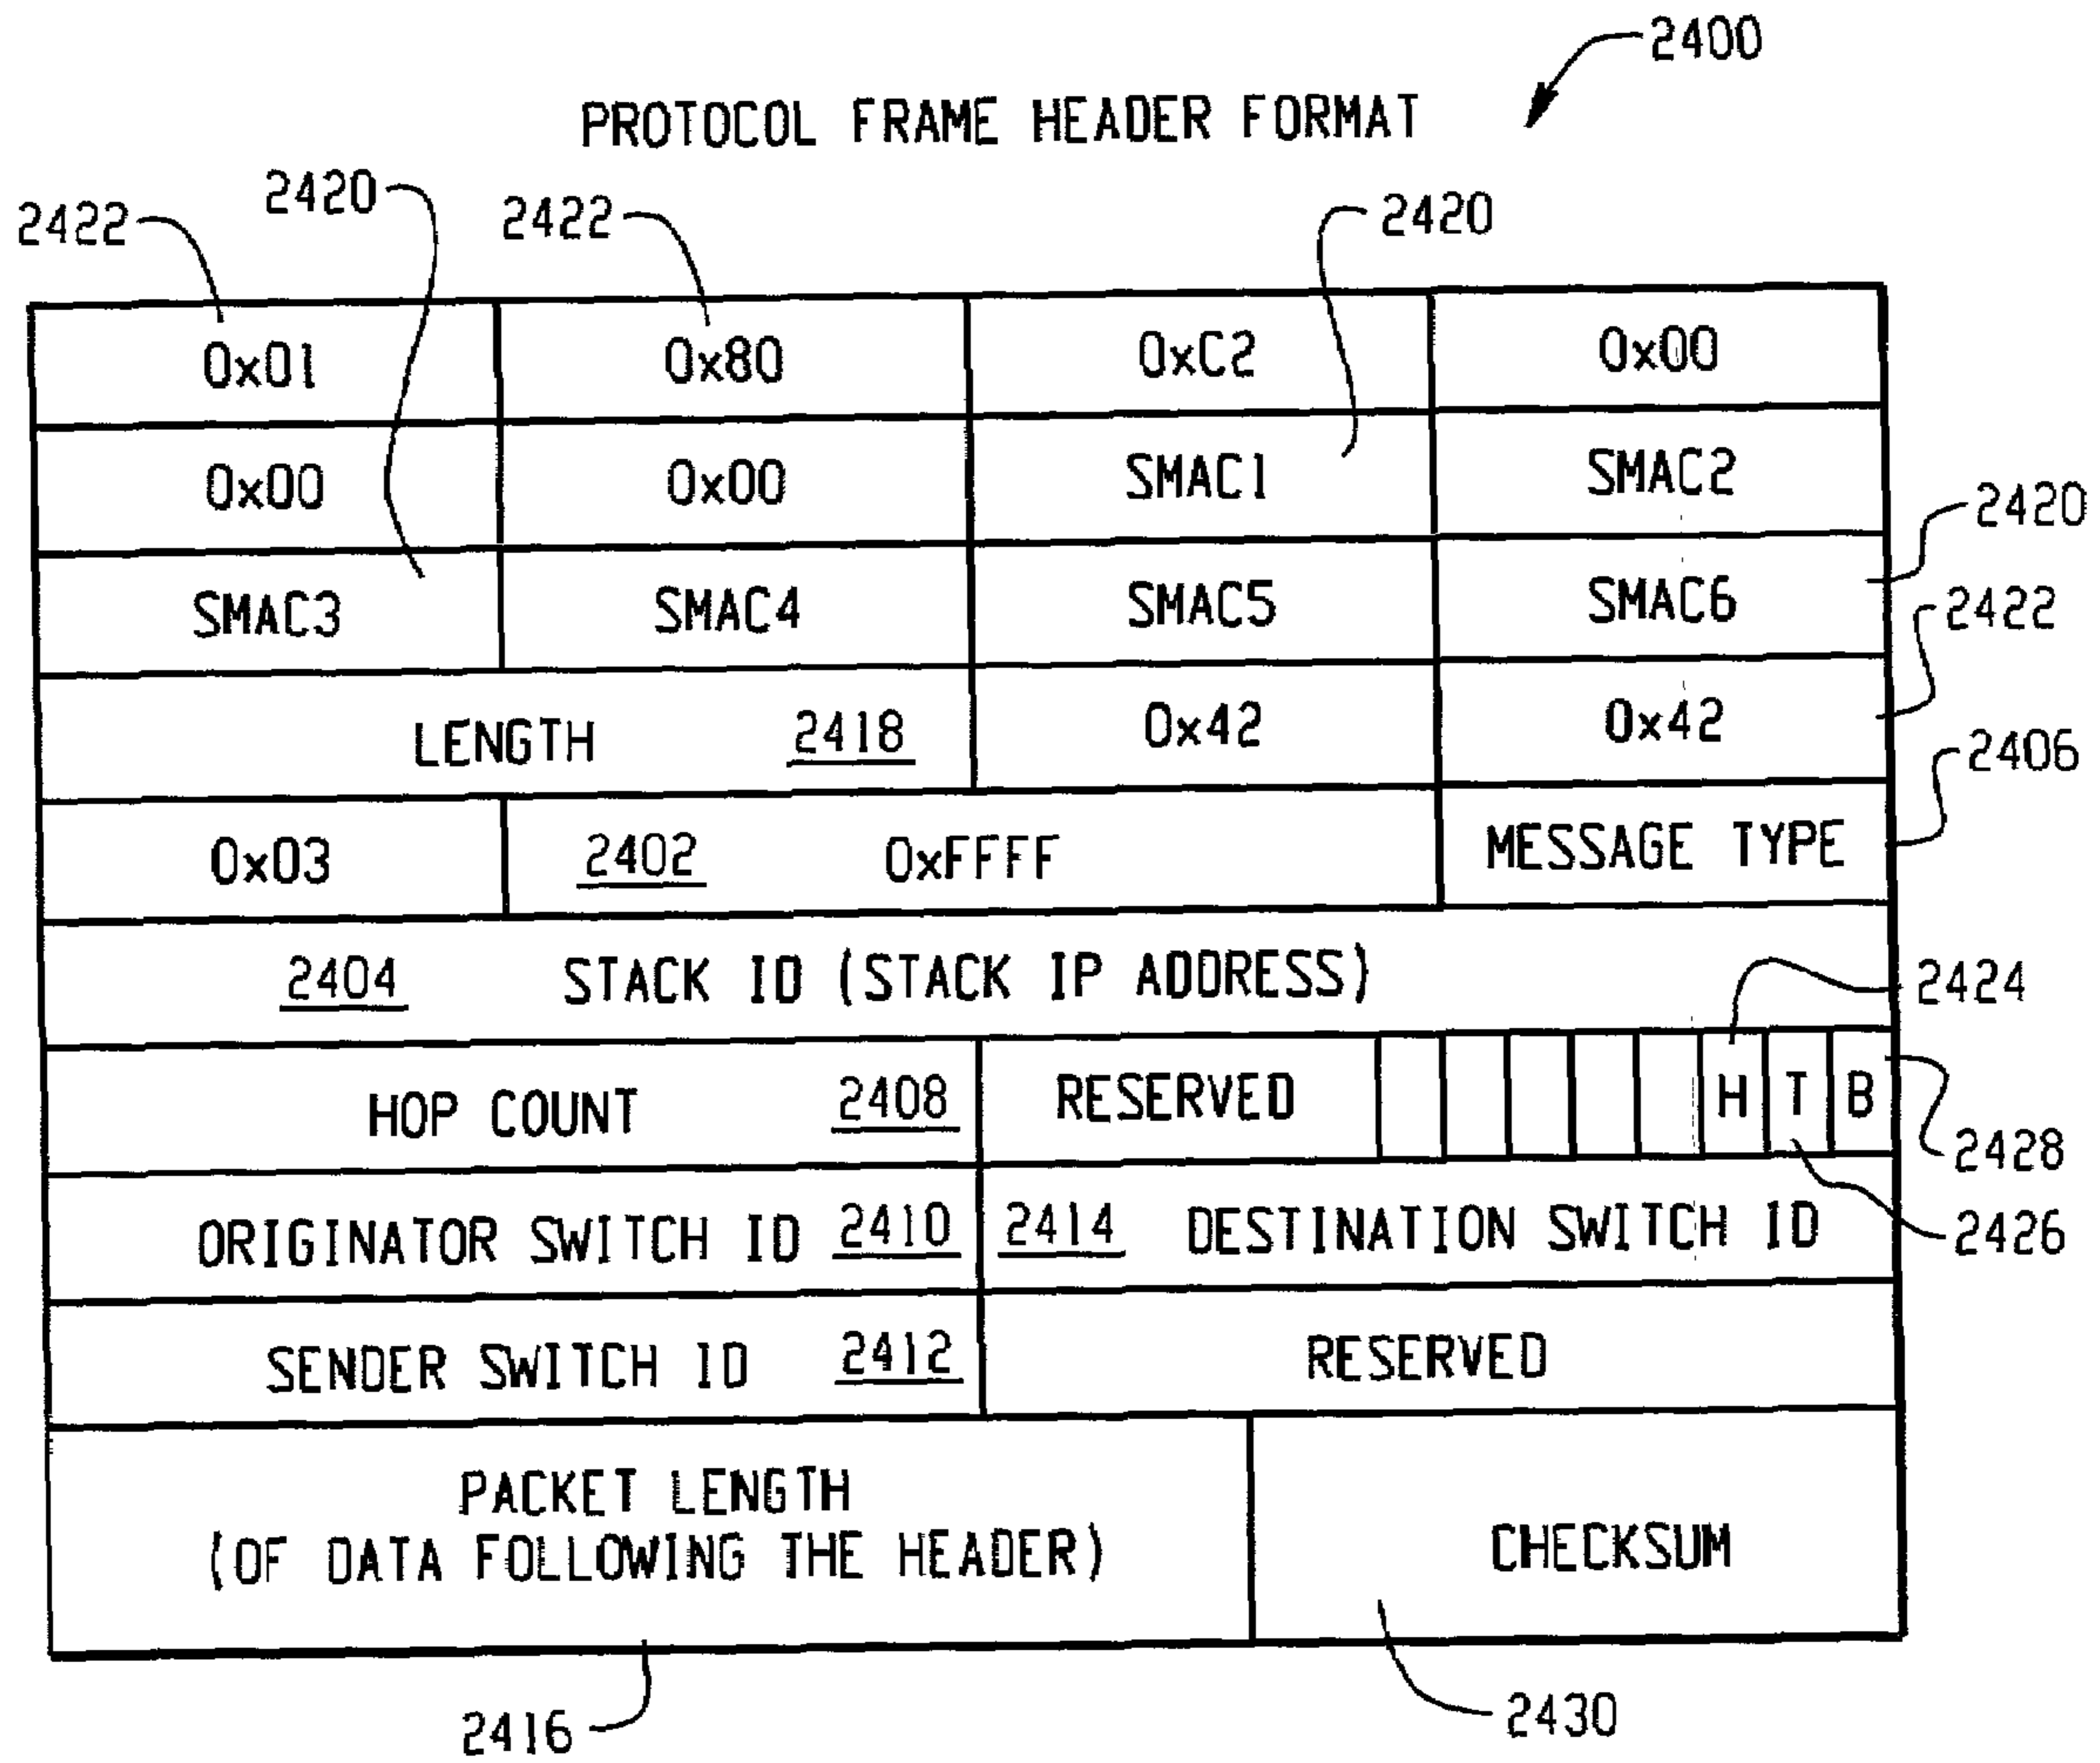 2400
PROTOCOL FRAME HEADER FORMAT
2422 2420 2422 2420
0x01 0x80 0xC2 0x00
0x00 0x00 SMAC1 SMAC2
2420
SMAC3 SMAC4 SMAC5 SMAC6
2422
LENGTH 2418 0x42 0x42
2406
0x03 2402 0xFFFF MESSAGE TYPE
2404 STACK ID (STACK IP ADDRESS)
2424
HOP COUNT 2408 RESERVED H T B
2428
ORIGINATOR SWITCH ID 2410 2414 DESTINATION SWITCH ID
2426
SENDER SWITCH ID 2412 RESERVED
PACKET LENGTH
(OF DATA FOLLOWING THE HEADER)
CHECKSUM
2416
2430